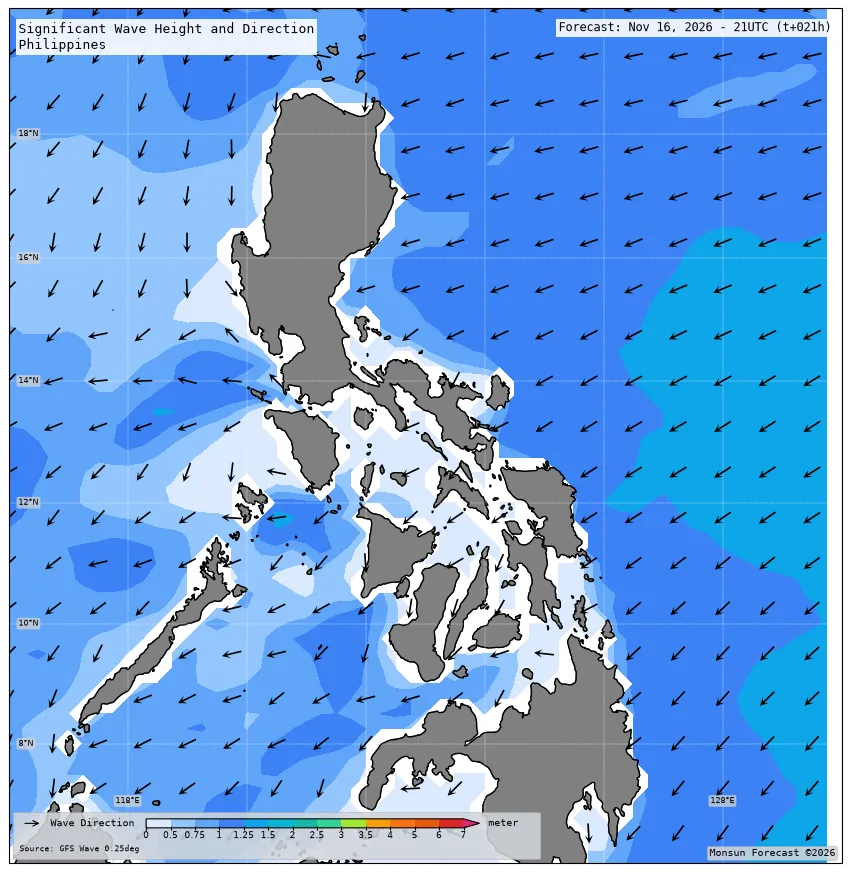 Significant Wave Height and Direction
Philippines
Forecast: Nov 16, 2026 - 21UTC (t+021h)
18°N
16°N
14°N
12°N
10°N
8°N
118°E
128°E
Wave Direction
meter
0 0.5 0.75 1 1.25 1.5 2 2.5 3 3.5 4 5 6 7
Source: GFS Wave 0.25deg
Monsun Forecast ©2026